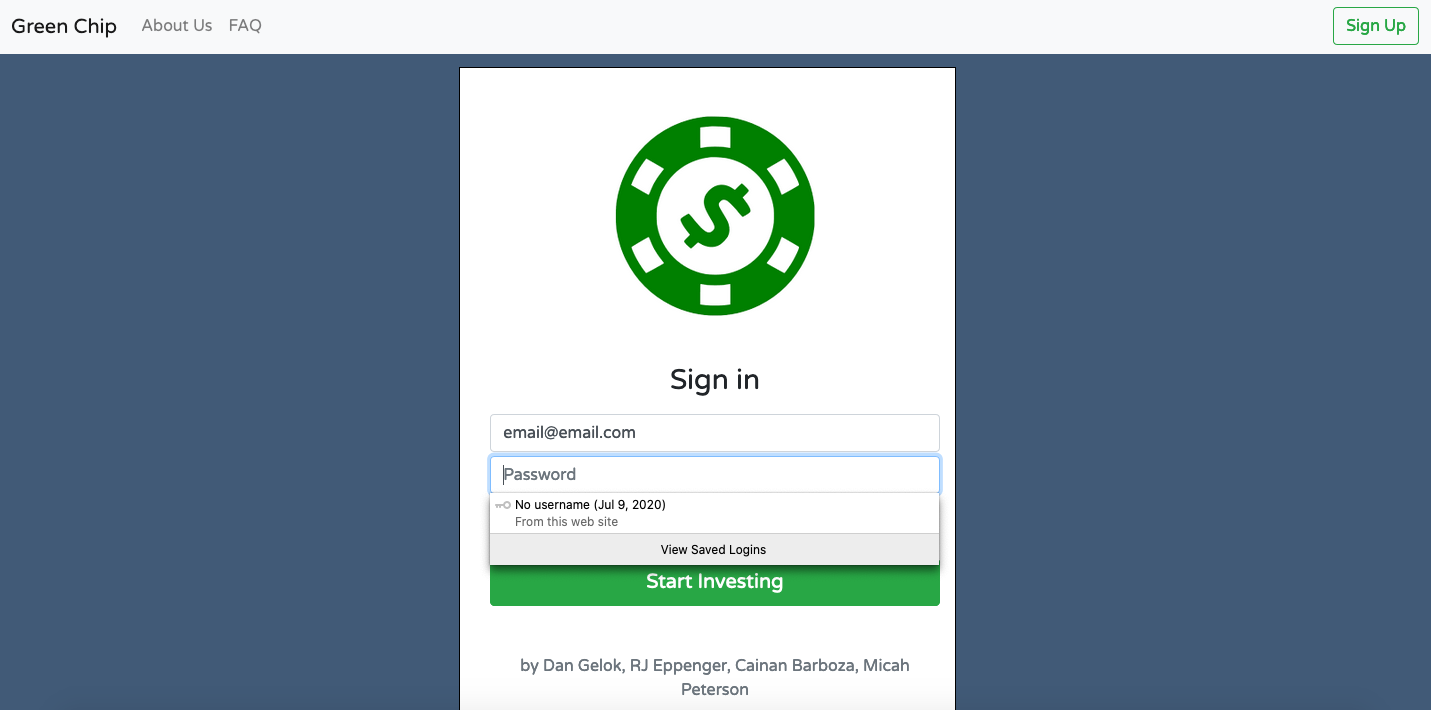 Green Chip About Us FAQ Sign Up
$
Sign in
email@email.com
Password
No username (Jul 9, 2020)
From this web site
View Saved Logins
Start Investing
by Dan Gelok, RJ Eppenger, Cainan Barboza, Micah
Peterson